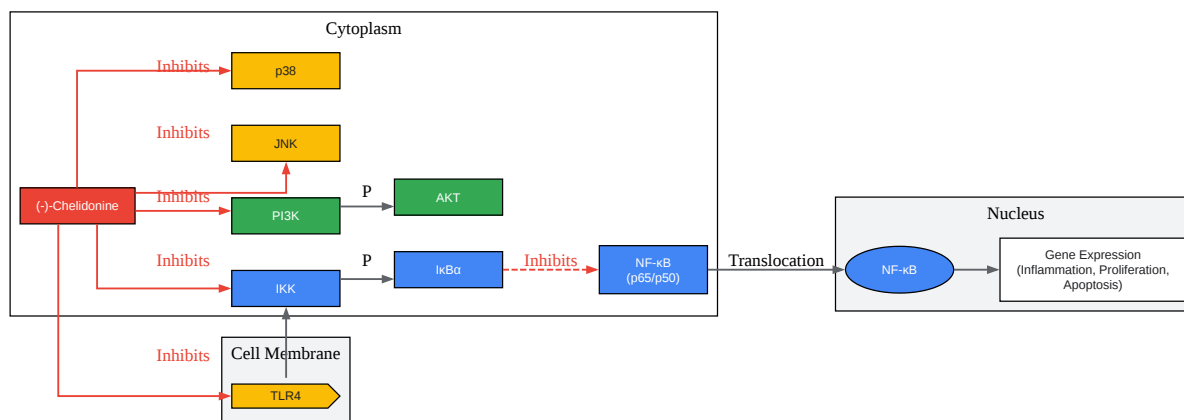 Cytoplasm
Inhibits
p38
Inhibits
JNK
(-)-Chelidonine
Inhibits
PI3K
P
AKT
Inhibits
IKK
P
IκBα
Inhibits
NF-κB
(p65/p50)
Translocation
Nucleus
NF-κB
Gene Expression
(Inflammation, Proliferation,
Apoptosis)
Inhibits
Cell Membrane
TLR4